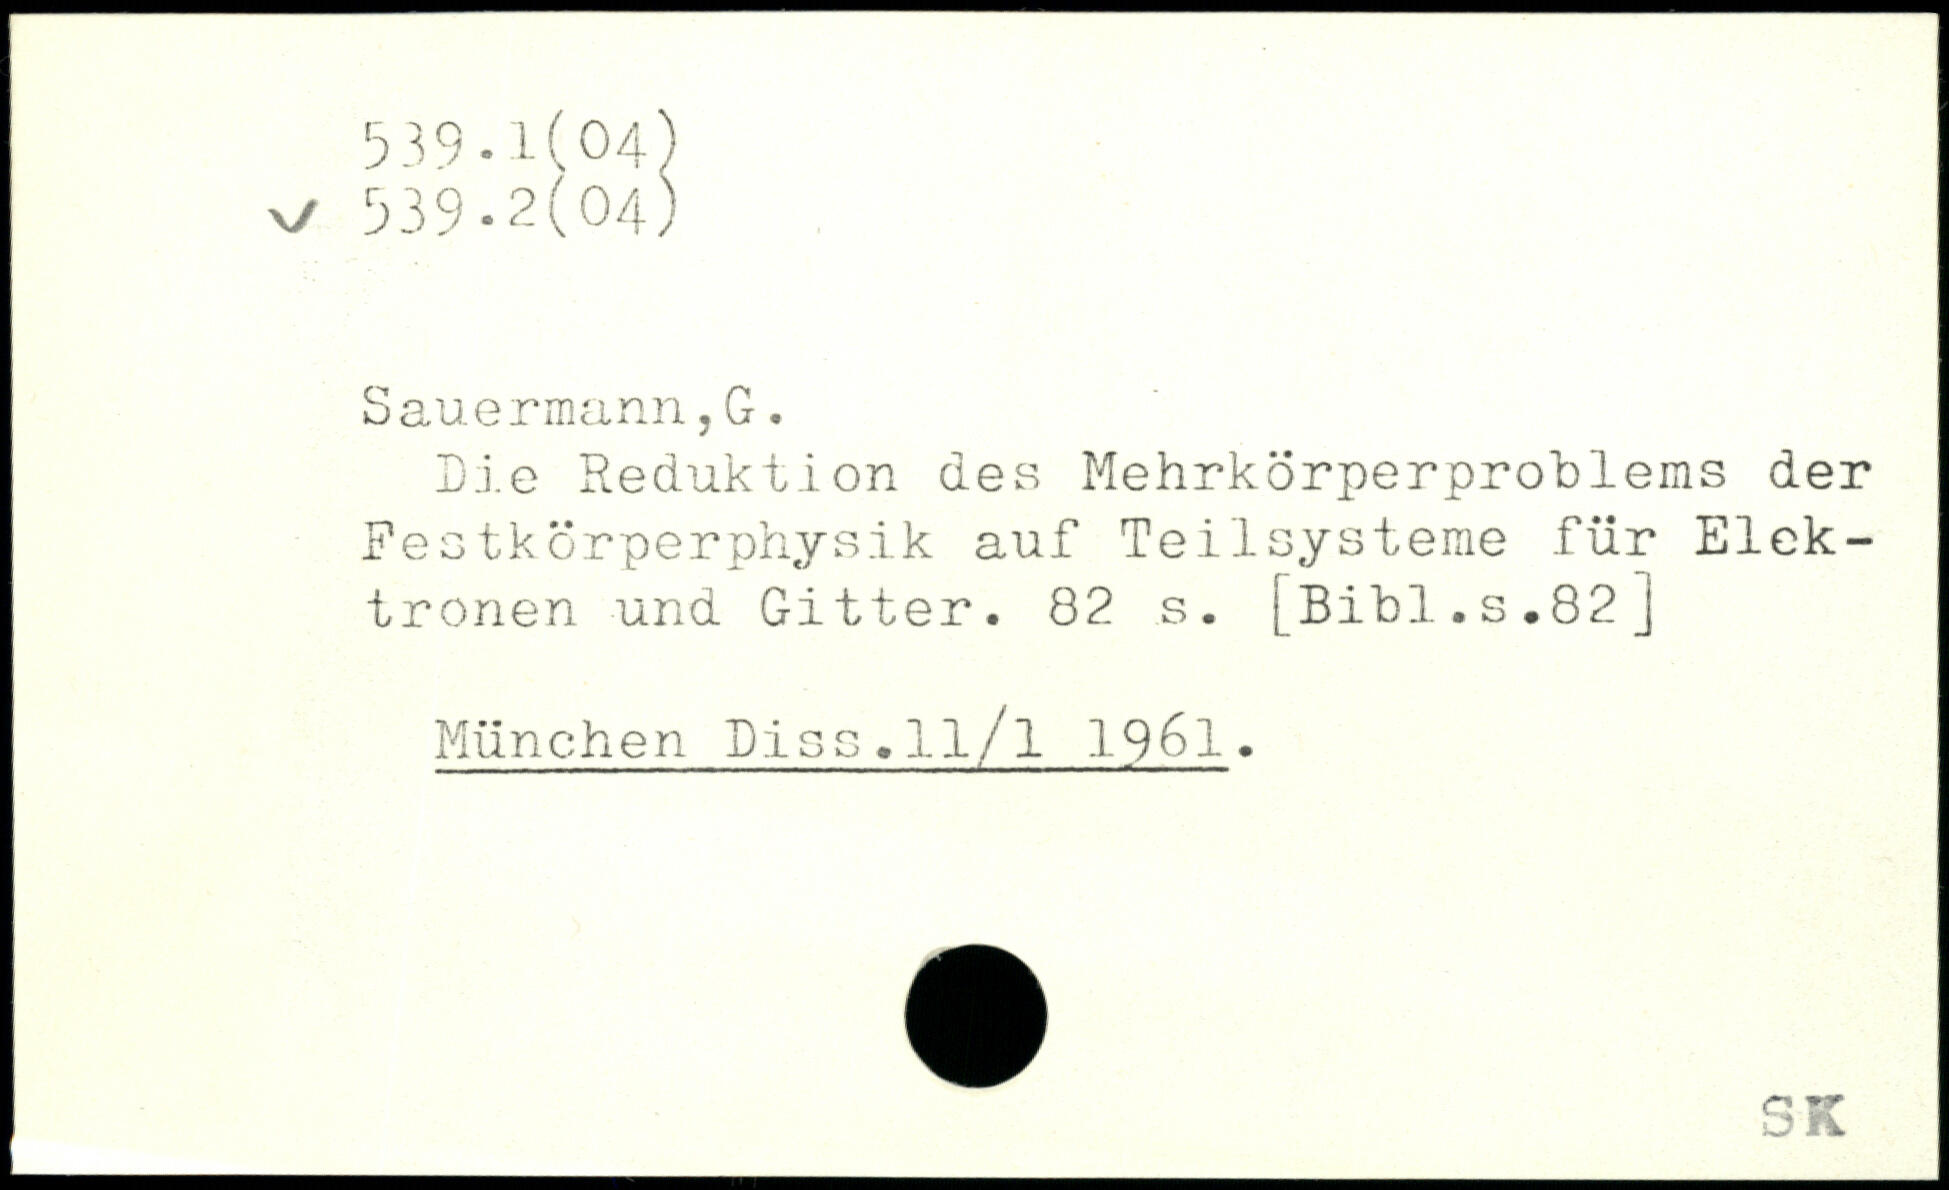 539.1(04)
✓ 539.2(04)
Sauermann,G.
Die Reduktion des Mehrkörperproblems der
Festkörperphysik auf Teilsysteme für Elek-
tronen und Gitter. 82 s. [Bibl.s.82]
München Diss.11/1 1961.
SK